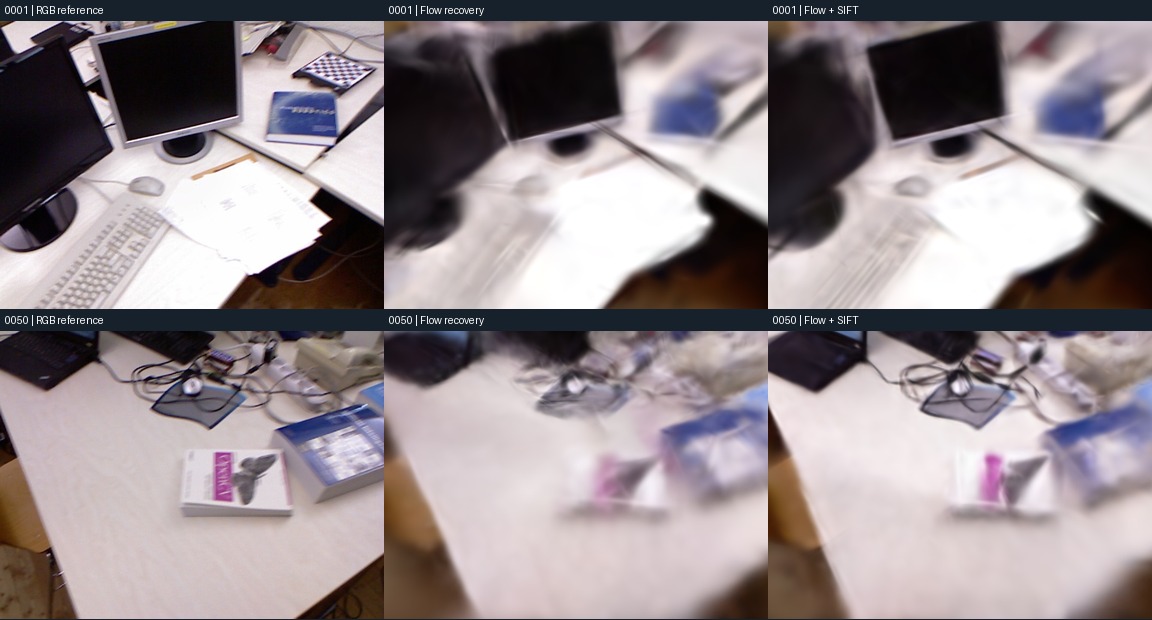 0001 | RGB reference
0001 | Flow recovery
0001 | Flow + SIFT
0050 | RGB reference
0050 | Flow recovery
0050 | Flow + SIFT